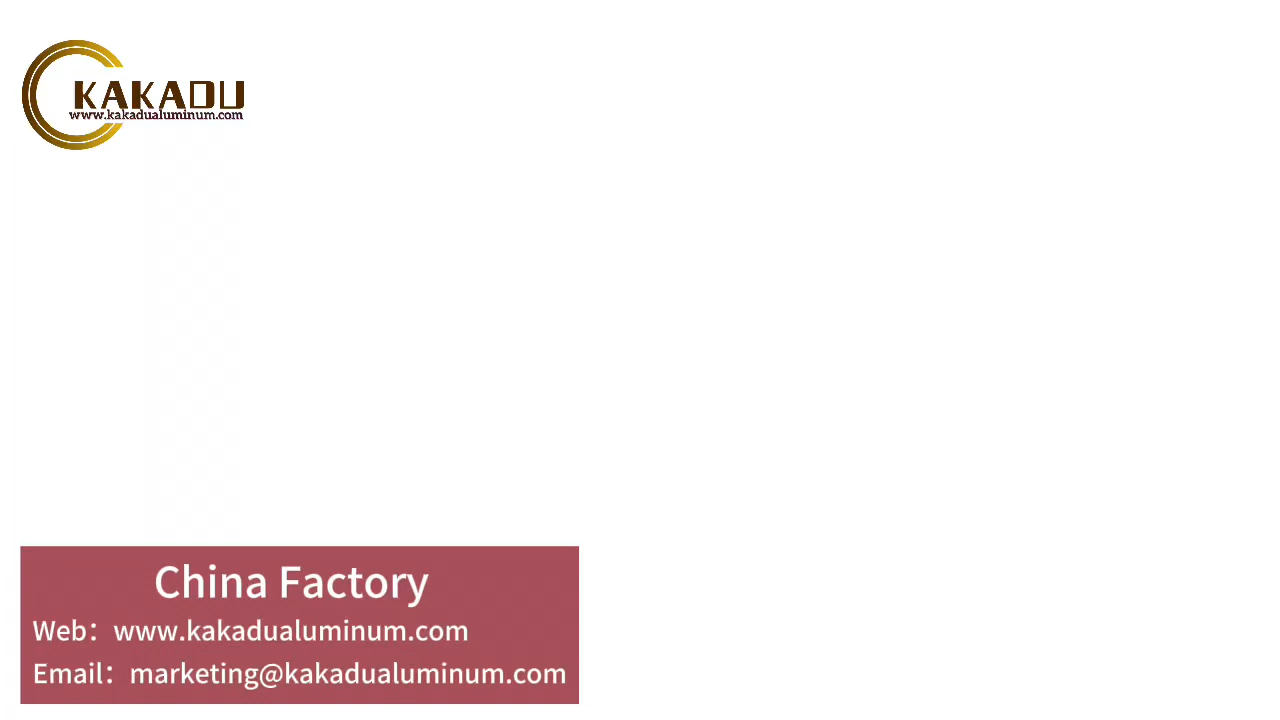 KAKADU
www.kakadualuminum.com
China Factory
Web：www.kakadualuminum.com
Email：marketing@kakadualuminum.com